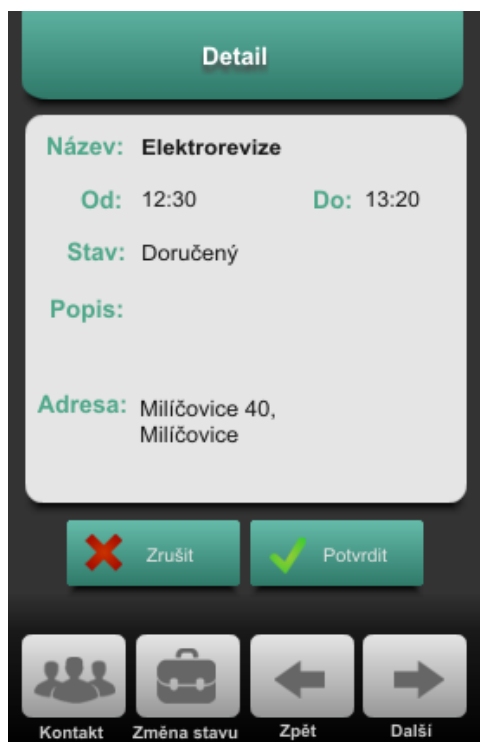 Detail
Název: Elektrorevize
Od: 12:30 Do: 13:20
Stav: Doručený
Popis:
Adresa: Milíčovice 40,
Milíčovice
Zrušit Potvrdit
Kontakt Změna stavu Zpět Další